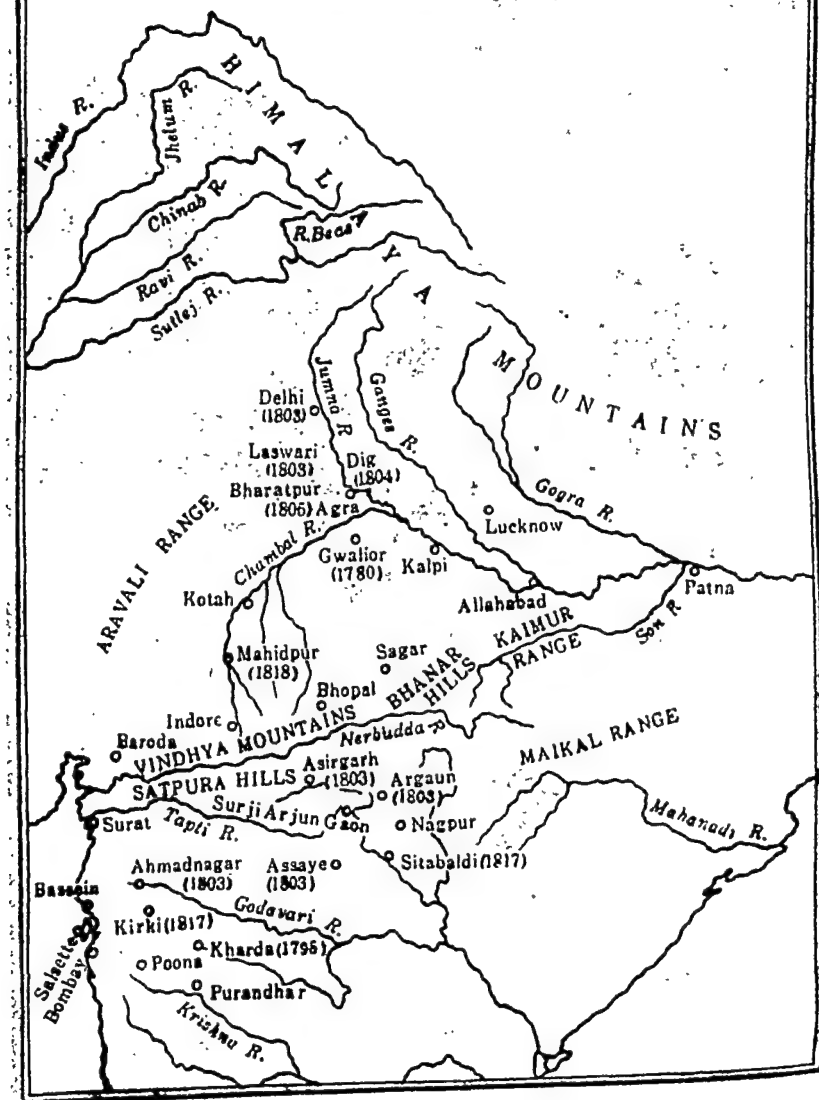 HIMALAYA
MOUNTAINS
Indus R.
Jhelum R.
Chinab R.
R. Beas
Ravi R.
Sutlej R.
Jumna R
Ganges R.
Delhi
(1803)
Laswari
(1803)
Dig
(1804)
Bharatpur
(1805)
Agra
Gogra R.
Lucknow
ARAVALI RANGE
Chambal R.
Gwalior
(1780)
Kalpi
Kotah
Allahabad
Patna
Son R
KAIMUR
RANGE
Mahidpur
(1818)
Sagar
BHANAR
HILLS
Bhopal
Indore
Baroda
VINDHYA MOUNTAINS
Nerbudda R
MAIKAL RANGE
SATPURA HILLS
Asirgarh
(1803)
Argaun
(1803)
Surji Arjun Gaon
Surat
Tapti R.
Nagpur
Mahanadi R.
Sitabaldi (1817)
Ahmadnagar
(1803)
Assaye
(1803)
Bassein
Kirki (1817)
Godavari R.
Salsette
Bombay
Kharda (1795)
Poona
Purandhar
Krishna R.